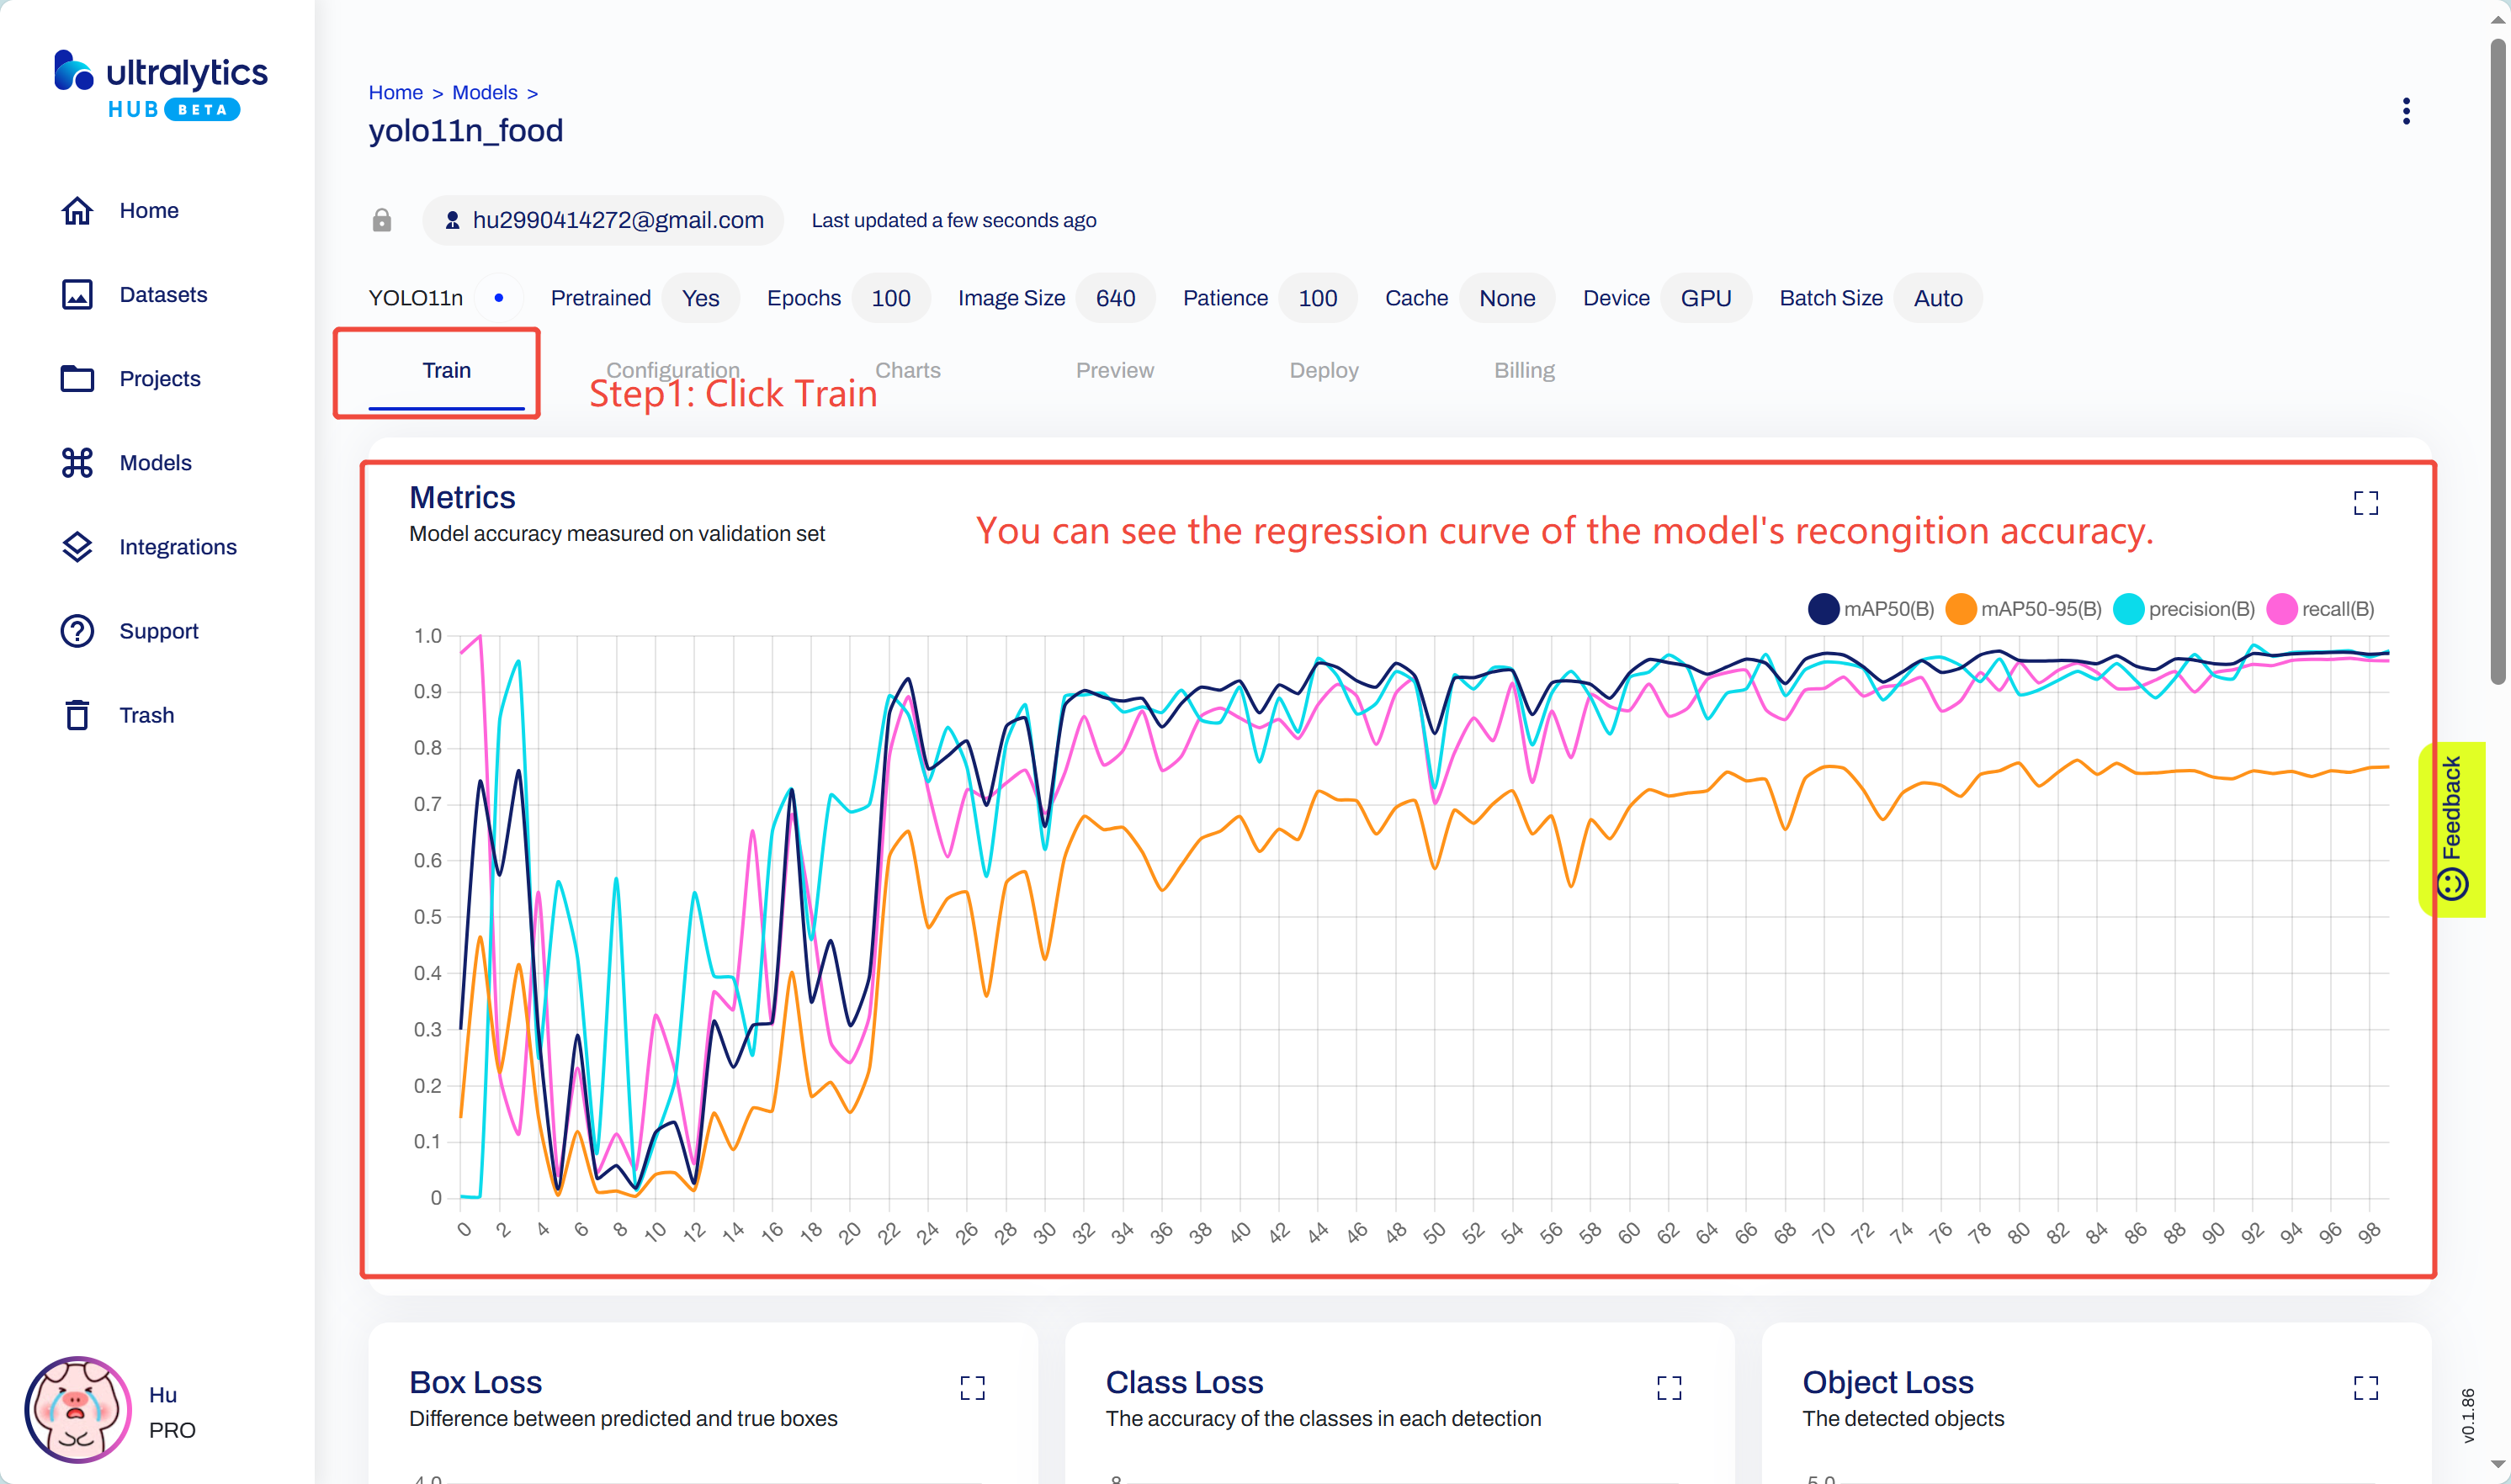 ultralytics
HUB BETA
Home
Datasets
Projects
Models
Integrations
Support
Trash
Hu
PRO
Home > Models >
yolo11n_food
hu2990414272@gmail.com Last updated a few seconds ago
YOLO11n Pretrained Yes Epochs 100 Image Size 640 Patience 100 Cache None Device GPU Batch Size Auto
Train Configuration Charts Preview Deploy Billing
Step1: Click Train
Metrics
Model accuracy measured on validation set
You can see the regression curve of the model's recongition accuracy.
mAP50(B) mAP50-95(B) precision(B) recall(B)
1.0
0.9
0.8
0.7
0.6
0.5
0.4
0.3
0.2
0.1
0
0 2 4 6 8 10 12 14 16 18 20 22 24 26 28 30 32 34 36 38 40 42 44 46 48 50 52 54 56 58 60 62 64 66 68 70 72 74 76 78 80 82 84 86 88 90 92 94 96 98
Feedback
Box Loss
Difference between predicted and true boxes
4.0
Class Loss
The accuracy of the classes in each detection
8
Object Loss
The detected objects
5.0
v0.1.86